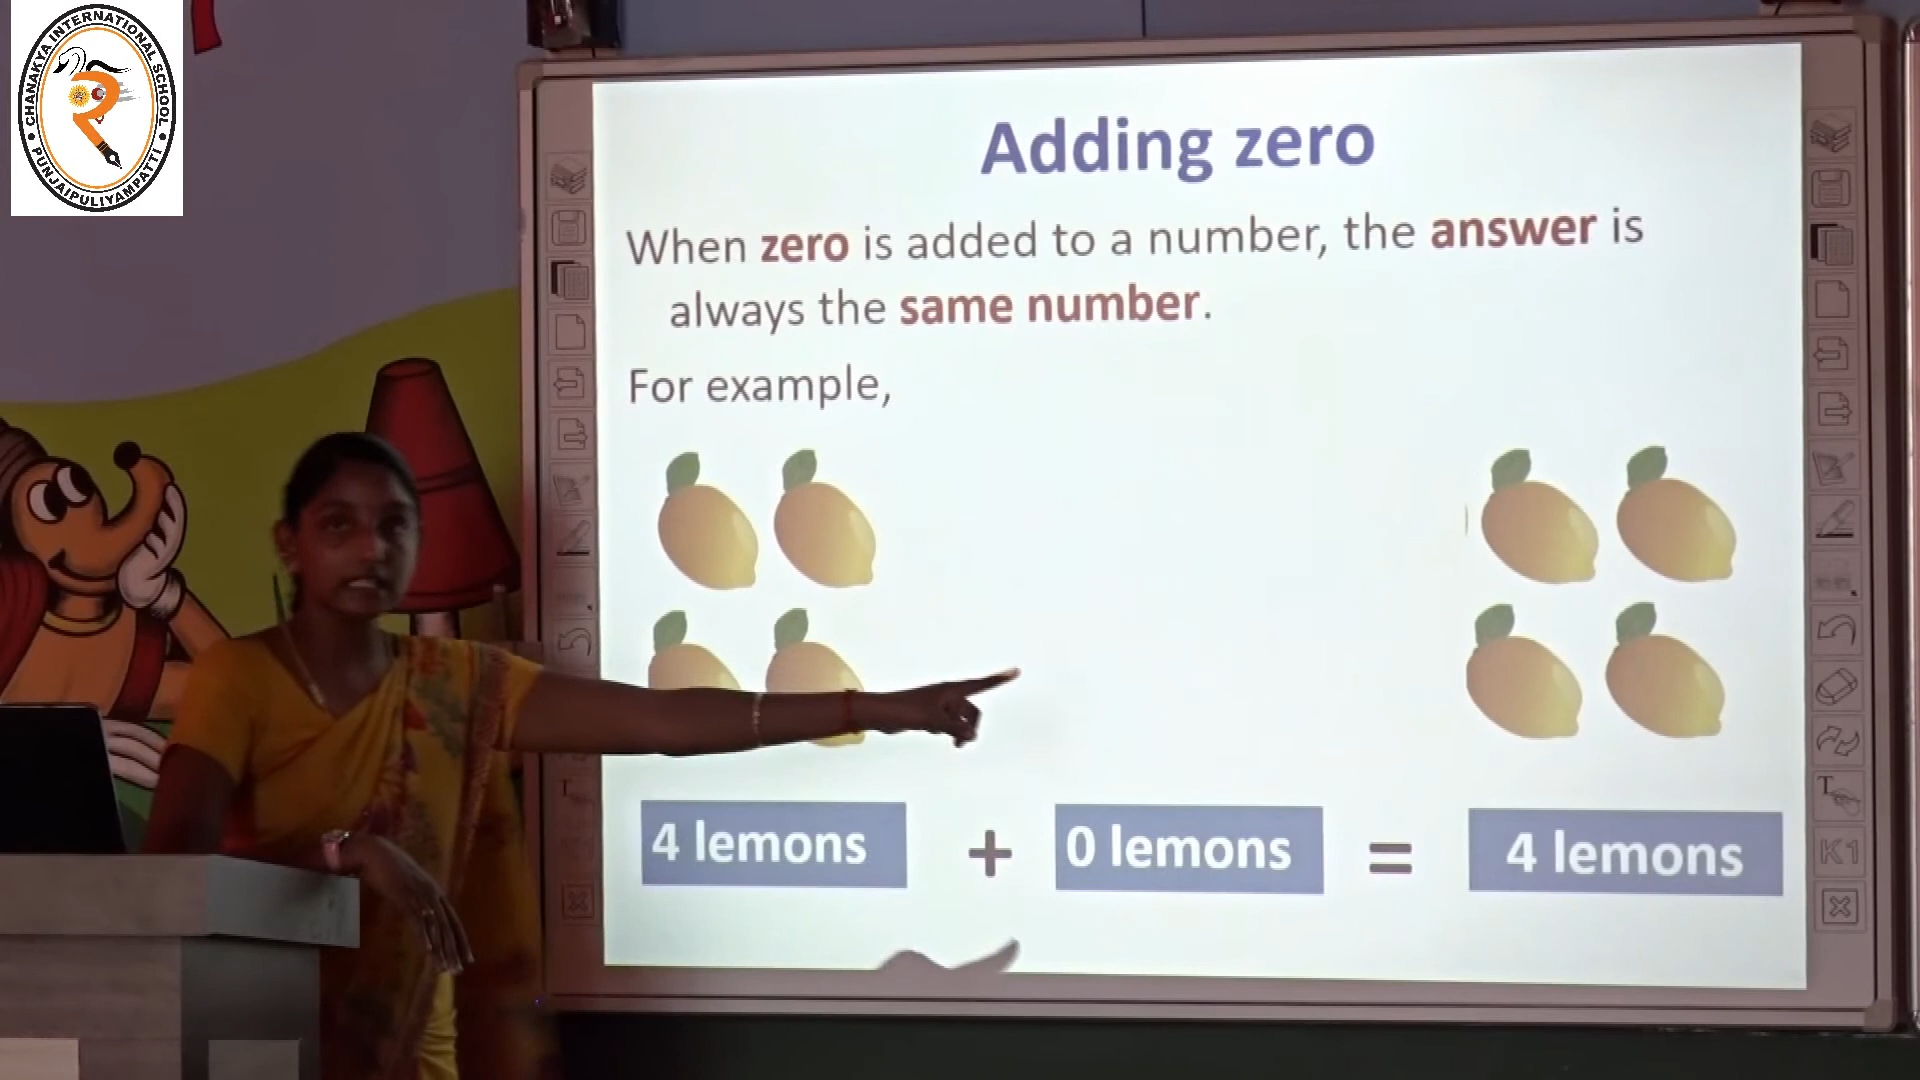 CHANAKYA INTERNATIONAL SCHOOL
PUNJAIPULIYAMPATTI
Adding zero
When zero is added to a number, the answer is
always the same number.
For example,
4 lemons + 0 lemons = 4 lemons
T
T
K1